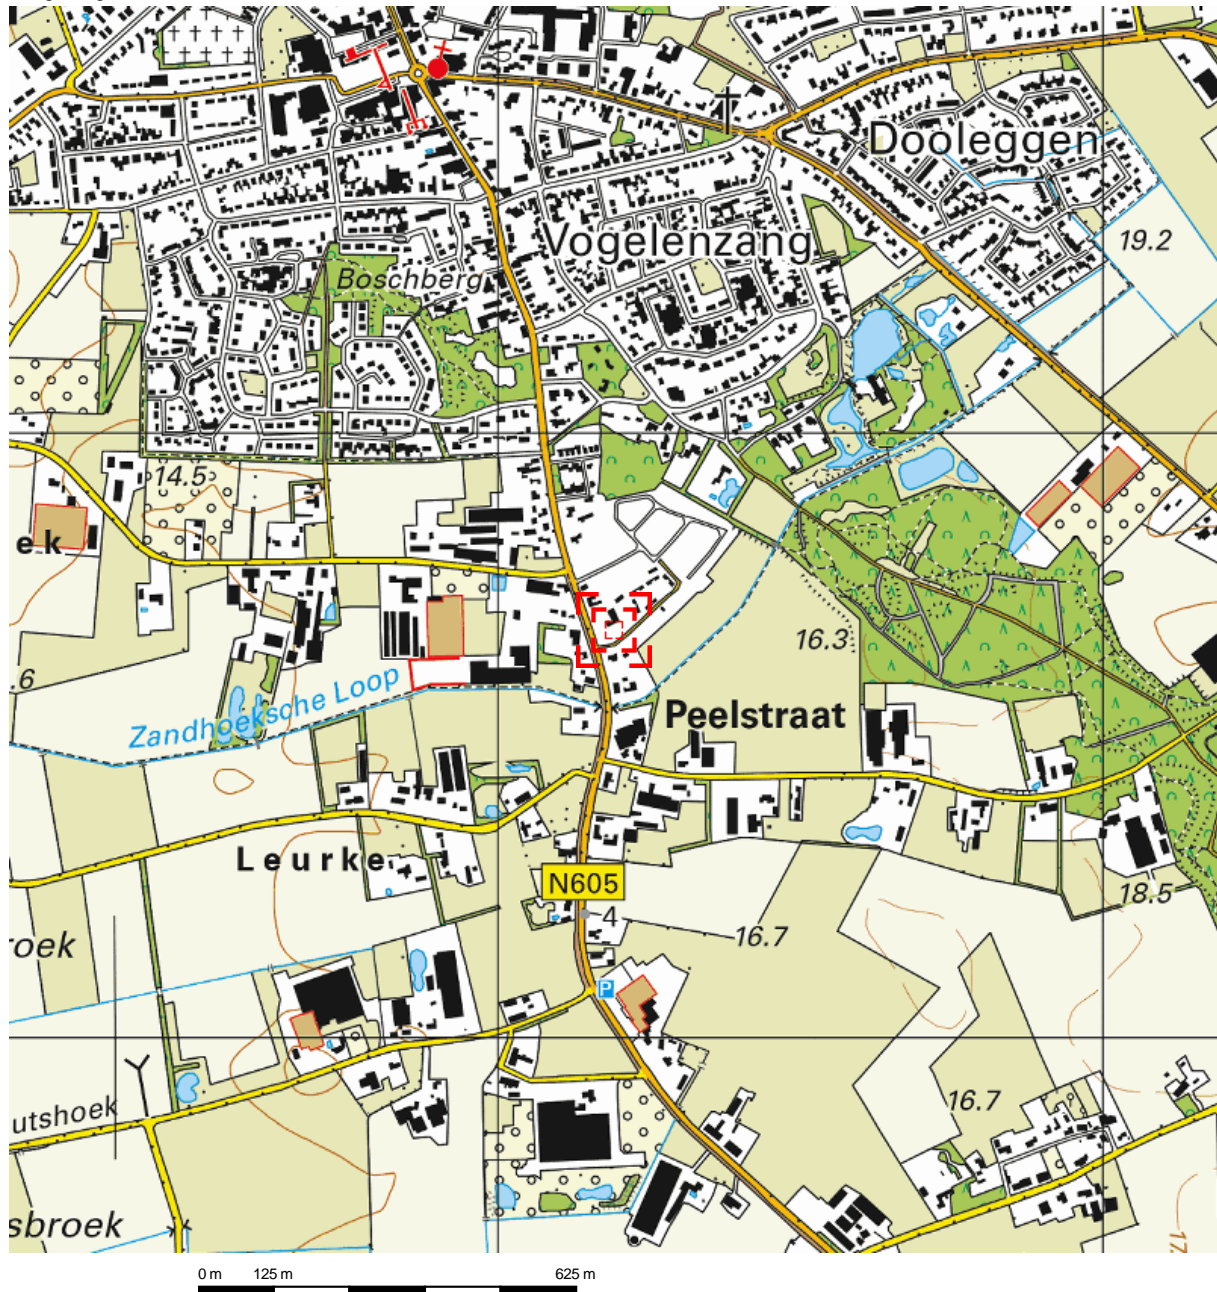 Dooleggen
Vogelenzang
19.2
Boschberg
14.5
ek
16.3
.6
Zandhoeksche Loop
Peelstraat
Leurke
N605
4
18.5
16.7
roek
P
16.7
utshoek
sbroek
17
0 m 125 m 625 m